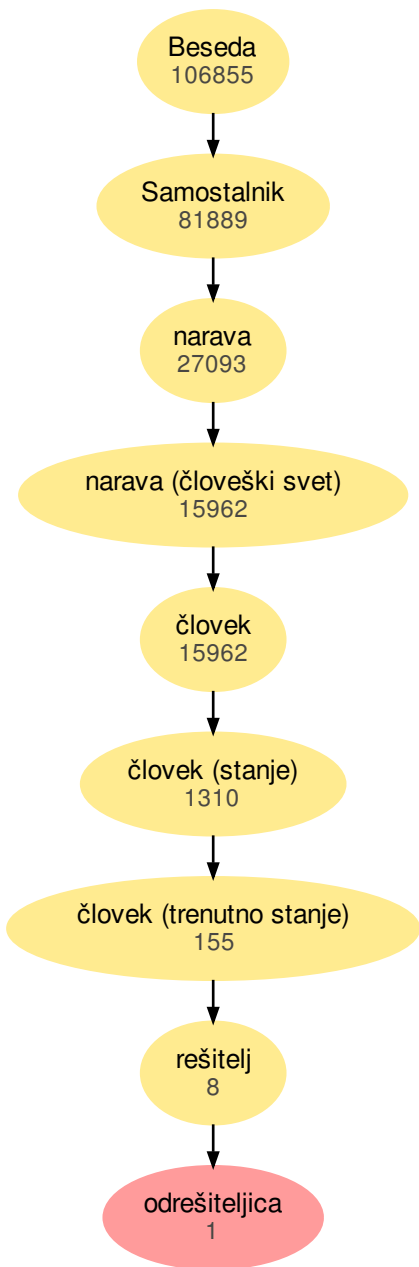 Beseda
106855
Samostalnik
81889
narava
27093
narava (človeški svet)
15962
človek
15962
človek (stanje)
1310
človek (trenutno stanje)
155
rešitelj
8
odrešiteljica
1